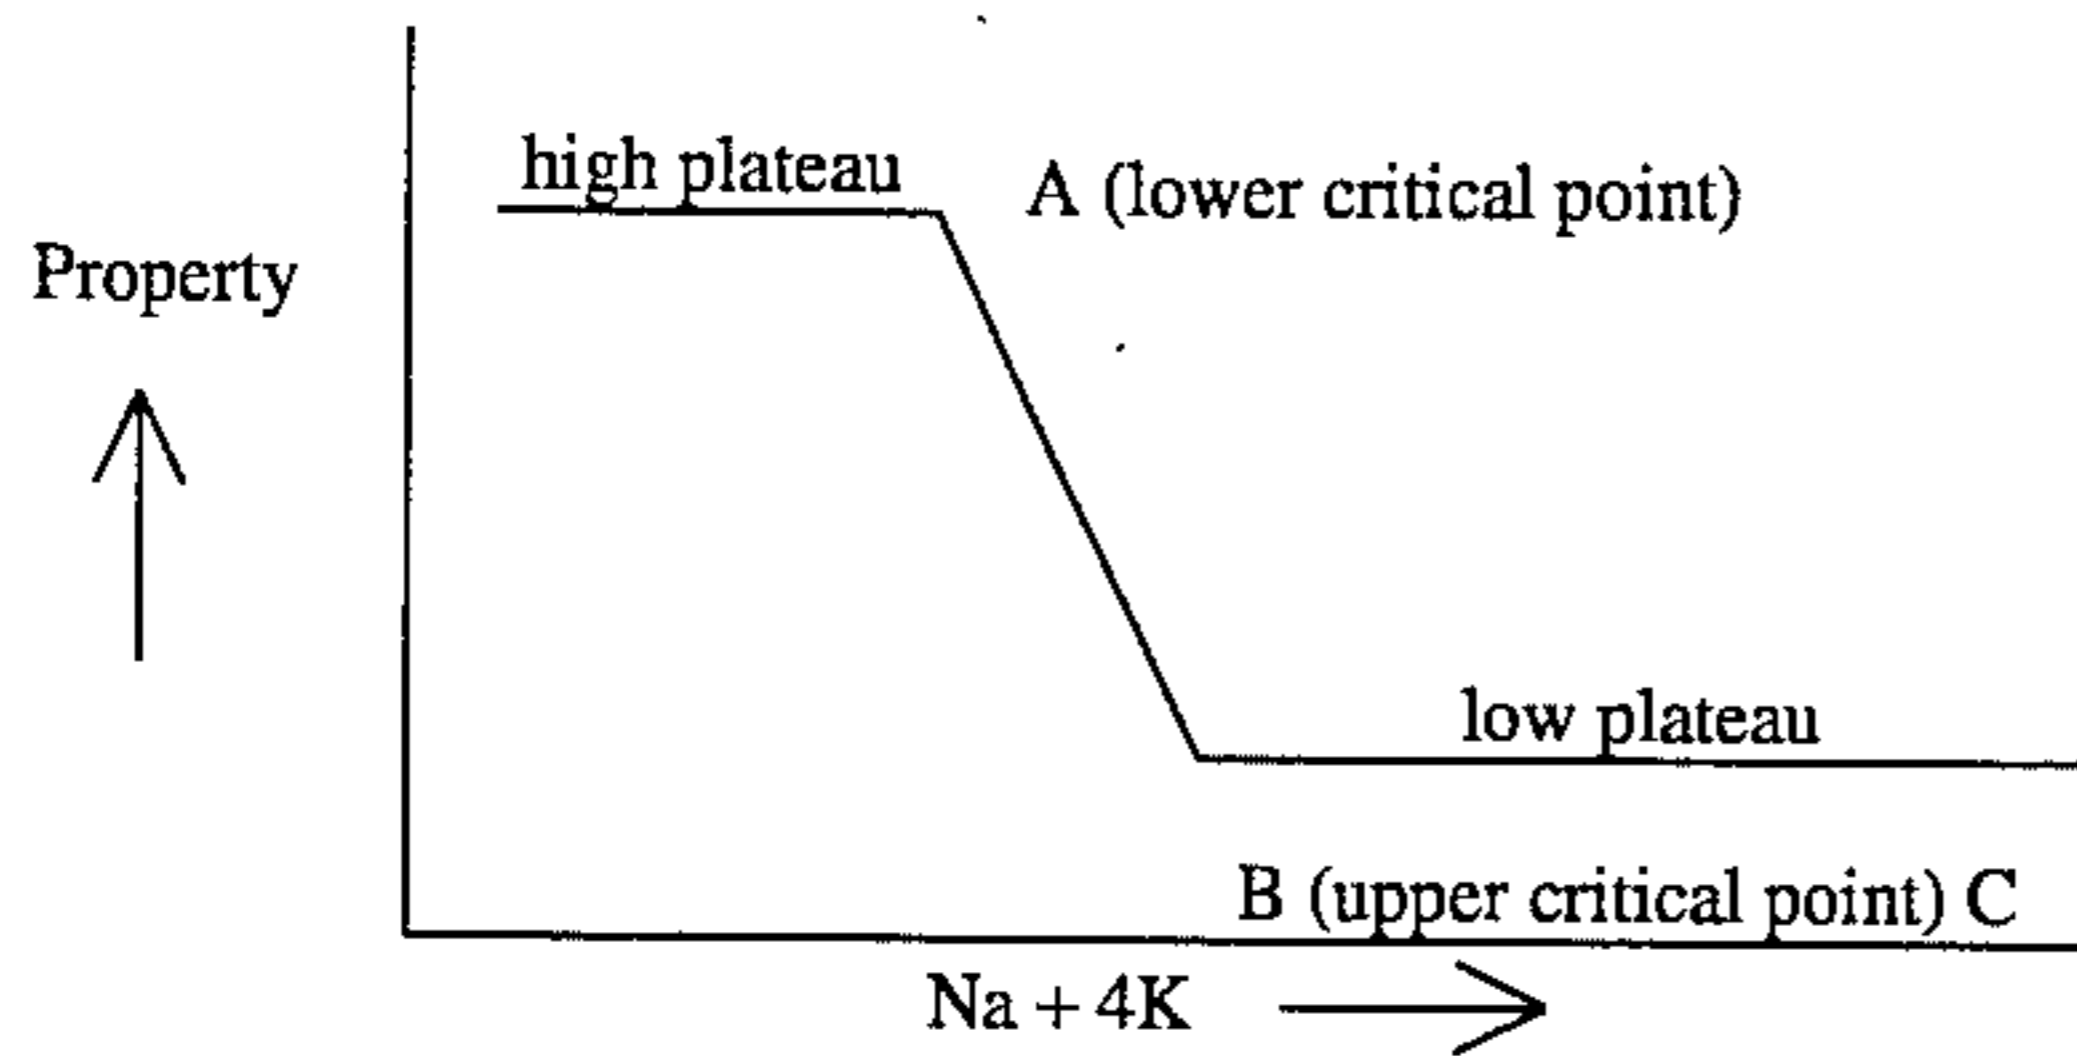 high plateau
A (lower critical point)
Property
low plateau
B (upper critical point) C
Na + 4K